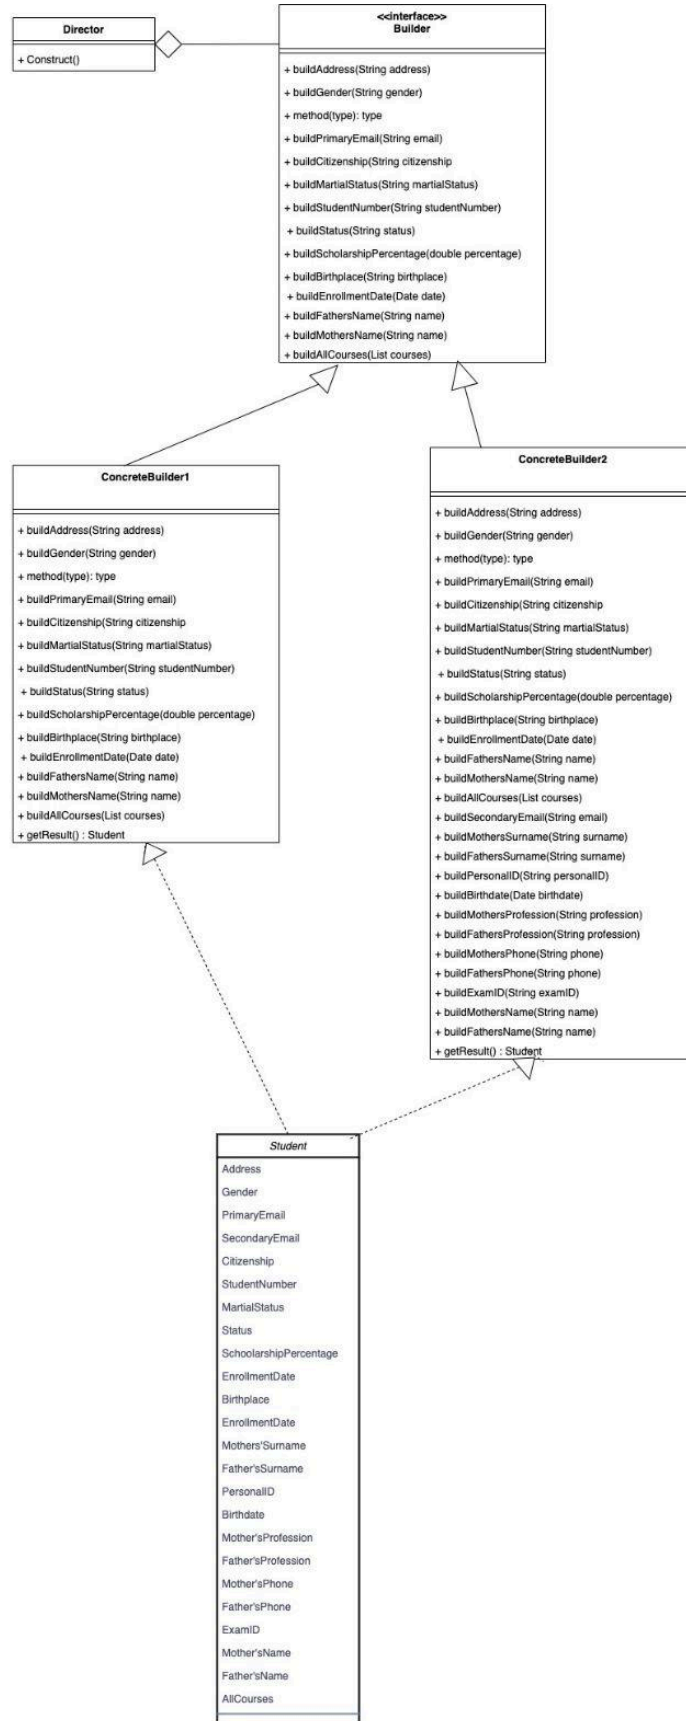 Director
+ Construct()
<<interface>>
Builder
+ buildAddress(String address)
+ buildGender(String gender)
+ method(type): type
+ buildPrimaryEmail(String email)
+ buildCitizenship(String citizenship
+ buildMartialStatus(String martialStatus)
+ buildStudentNumber(String studentNumber)
+ buildStatus(String status)
+ buildScholarshipPercentage(double percentage)
+ buildBirthplace(String birthplace)
+ buildEnrollmentDate(Date date)
+ buildFathersName(String name)
+ buildMothersName(String name)
+ buildAllCourses(List courses)
ConcreteBuilder1
+ buildAddress(String address)
+ buildGender(String gender)
+ method(type): type
+ buildPrimaryEmail(String email)
+ buildCitizenship(String citizenship
+ buildMartialStatus(String martialStatus)
+ buildStudentNumber(String studentNumber)
+ buildStatus(String status)
+ buildScholarshipPercentage(double percentage)
+ buildBirthplace(String birthplace)
+ buildEnrollmentDate(Date date)
+ buildFathersName(String name)
+ buildMothersName(String name)
+ buildAllCourses(List courses)
+ getResult() : Student
ConcreteBuilder2
+ buildAddress(String address)
+ buildGender(String gender)
+ method(type): type
+ buildPrimaryEmail(String email)
+ buildCitizenship(String citizenship
+ buildMartialStatus(String martialStatus)
+ buildStudentNumber(String studentNumber)
+ buildStatus(String status)
+ buildScholarshipPercentage(double percentage)
+ buildBirthplace(String birthplace)
+ buildEnrollmentDate(Date date)
+ buildFathersName(String name)
+ buildMothersName(String name)
+ buildAllCourses(List courses)
+ buildSecondaryEmail(String email)
+ buildMothersSurname(String surname)
+ buildFathersSurname(String surname)
+ buildPersonalID(String personalID)
+ buildBirthdate(Date birthdate)
+ buildMothersProfession(String profession)
+ buildFathersProfession(String profession)
+ buildMothersPhone(String phone)
+ buildFathersPhone(String phone)
+ buildExamID(String examID)
+ buildMothersName(String name)
+ buildFathersName(String name)
+ getResult() : Student
Student
Address
Gender
PrimaryEmail
SecondaryEmail
Citizenship
StudentNumber
MartialStatus
Status
SchoolarshipPercentage
EnrollmentDate
Birthplace
EnrollmentDate
Mothers'Surname
Father'sSurname
PersonalID
Birthdate
Mother'sProfession
Father'sProfession
Mother'sPhone
Father'sPhone
ExamID
Mother'sName
Father'sName
AllCourses